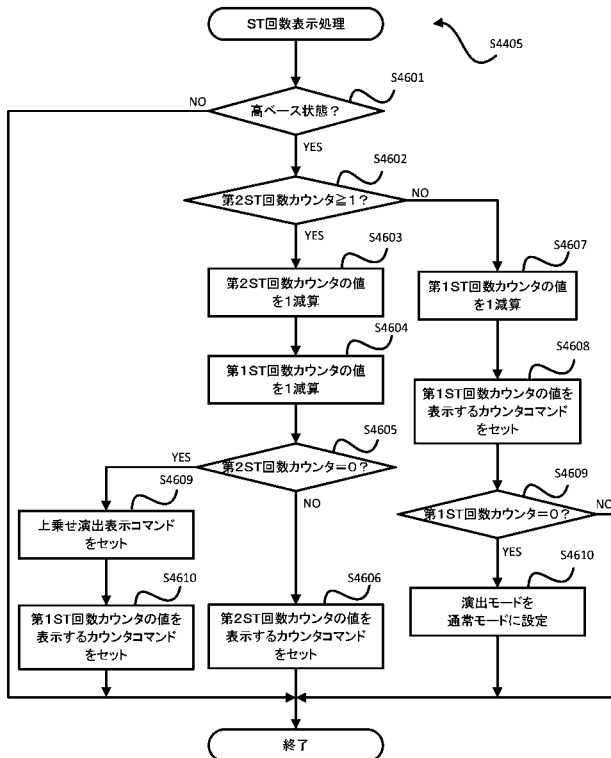 ST回数表示処理
S4405
S4601
NO
高ベース状態？
YES
S4602
第2ST回数カウンタ≧1？
NO
YES
S4603
第2ST回数カウンタの値
を1減算
S4604
第1ST回数カウンタの値
を1減算
S4605
YES
第2ST回数カウンタ=0？
NO
S4609
上乗せ演出表示コマンド
をセット
S4610
第1ST回数カウンタの値を
表示するカウンタコマンド
をセット
S4606
第2ST回数カウンタの値を
表示するカウンタコマンド
をセット
S4607
第1ST回数カウンタの値
を1減算
S4608
第1ST回数カウンタの値を
表示するカウンタコマンド
をセット
S4609
第1ST回数カウンタ=0？
NO
YES
S4610
演出モードを
通常モードに設定
終了